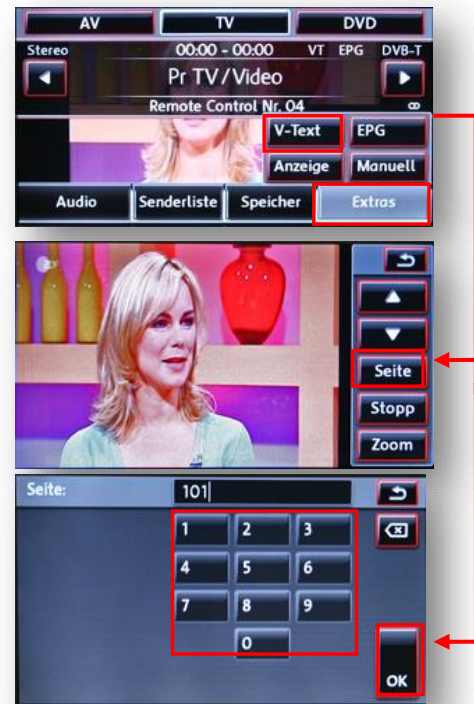 AV TV DVD
Stereo 00:00 - 00:00 VT EPG DVB-T
Pr TV/Video
Remote Control Nr. 04
V-Text EPG
Anzeige Manuell
Audio Senderliste Speicher Extras
Seite
Stopp
Zoom
Seite: 101
1 2 3
4 5 6
7 8 9
0
OK